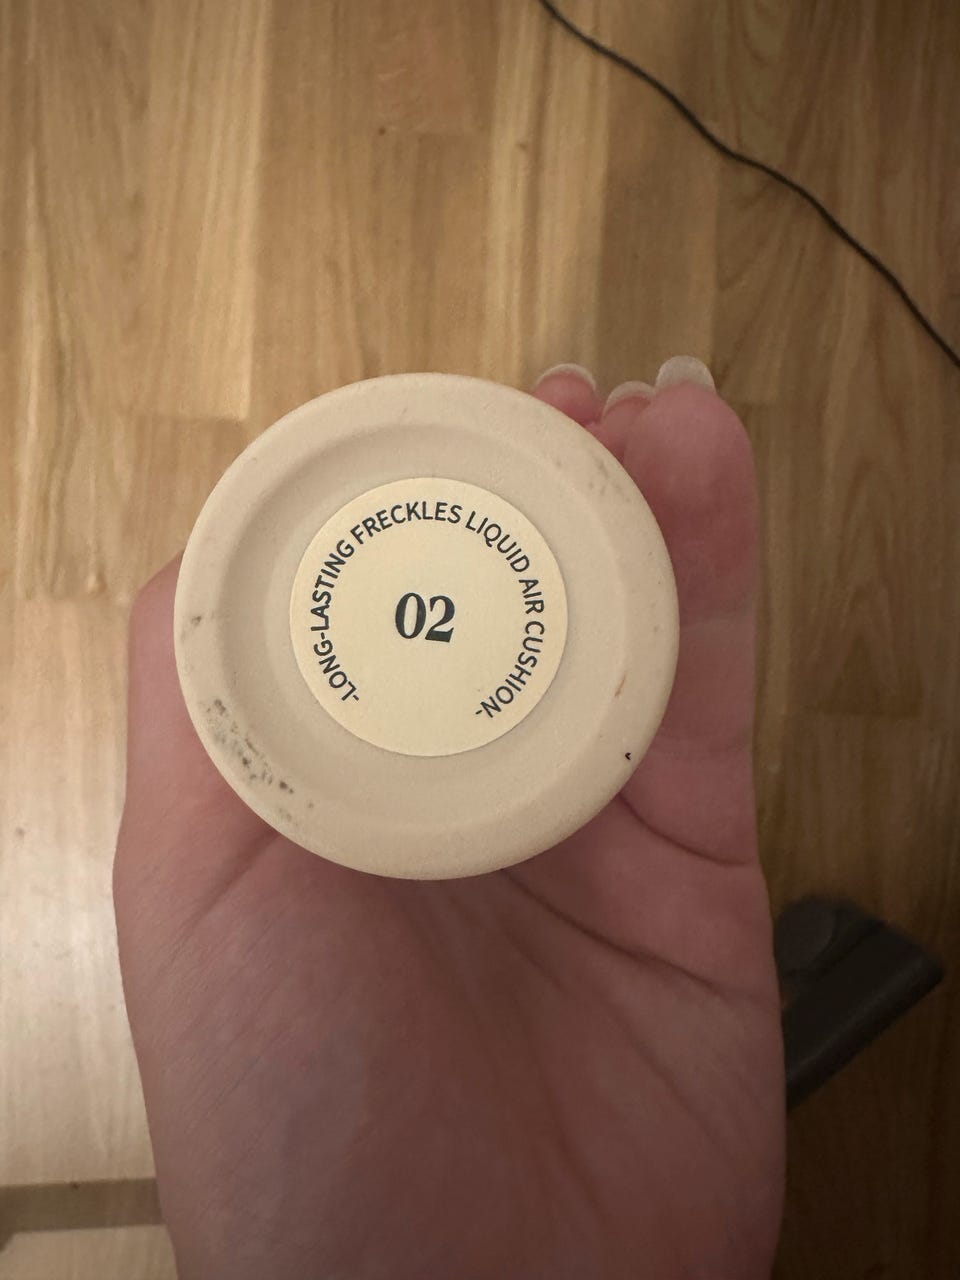 -LONG-LASTING FRECKLES LIQUID AIR CUSHION-
02